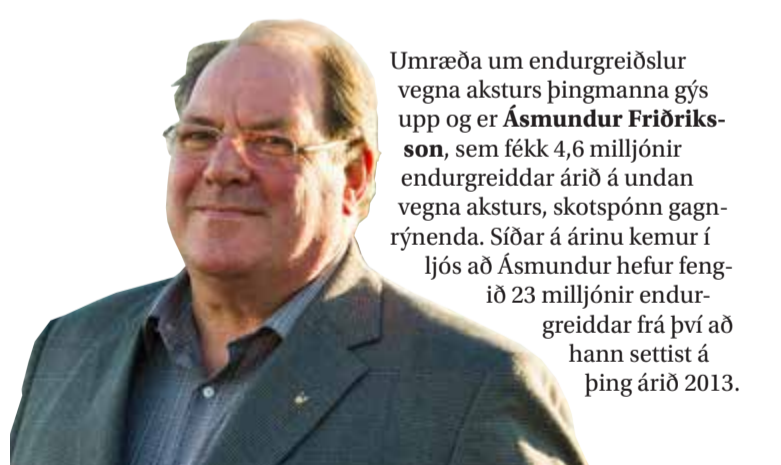 Umræða um endurgreiðslur
vegna aksturs þingmanna gýs
upp og er Ásmundur Friðriks-
son, sem fékk 4,6 milljónir
endurgreiddar árið á undan
vegna aksturs, skotspónn gagn-
rýnenda. Síðar á árinu kemur í
ljós að Ásmundur hefur feng-
ið 23 milljónir endur-
greiddar frá því að
hann settist á
þing árið 2013.